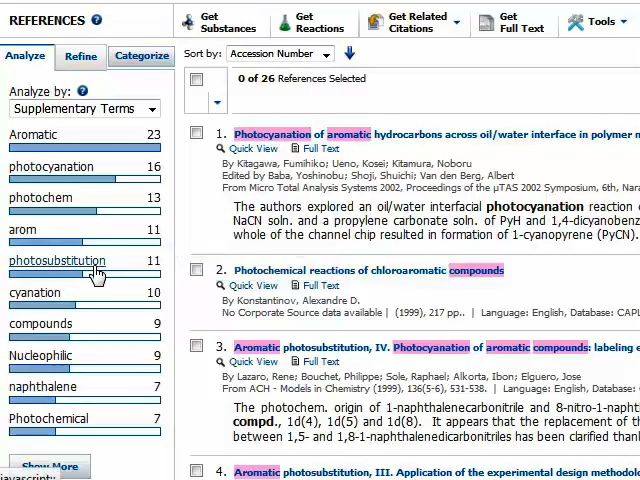 REFERENCES ?
Get Substances
Get Reactions
Get Related Citations
Get Full Text
Tools
Analyze
Refine
Categorize
Sort by: Accession Number
Analyze by: ?
Supplementary Terms
0 of 26 References Selected
Aromatic 23
photocyanation 16
photochem 13
arom 11
photosubstitution 11
cyanation 10
compounds 9
Nucleophilic 9
naphthalene 7
Photochemical 7
Show More
javascript:
1. Photocyanation of aromatic hydrocarbons across oil/water interface in polymer
Quick View Full Text
By Kitagawa, Fumihiko; Ueno, Kosei; Kitamura, Noboru
Edited by Baba, Yoshinobu; Shoji, Shuichi; Van den Berg, Albert
From Micro Total Analysis Systems 2002, Proceedings of the µTAS 2002 Symposium, 6th,
The authors explored an oil/water interfacial photocyanation reaction
NaCN soln. and a propylene carbonate soln. of PyH and 1,4-
whole of the channel chip resulted in formation of 1-cyanopyrene (PyCN).
2. Photochemical reactions of chloroaromatic compounds
Quick View Full Text
By Konstantinov, Alexandre D.
No Corporate Source data available | (1999), 217 pp.. | Language: English, Database: CAPL
3. Aromatic photosubstitution, IV. Photocyanation of aromatic compounds: labeling
Quick View Full Text
By Lazaro, Rene; Bouchet, Philippe; Sole, Raphael; Alkorta, Ibon; Elguero, Jose
From ACH - Models in Chemistry (1999), 136(5-6), 531-538. | Language: English, Database:
The photochem. origin of 1-naphthalenecarbonitrile and 8-nitro-1-
compd., 1d(4), 1d(5) and 1d(8). It appears that the replacement of
between 1,5- and 1,8-1-naphthalenedicarbonitriles has been clarified
4. Aromatic photosubstitution, III. Application of the experimental design